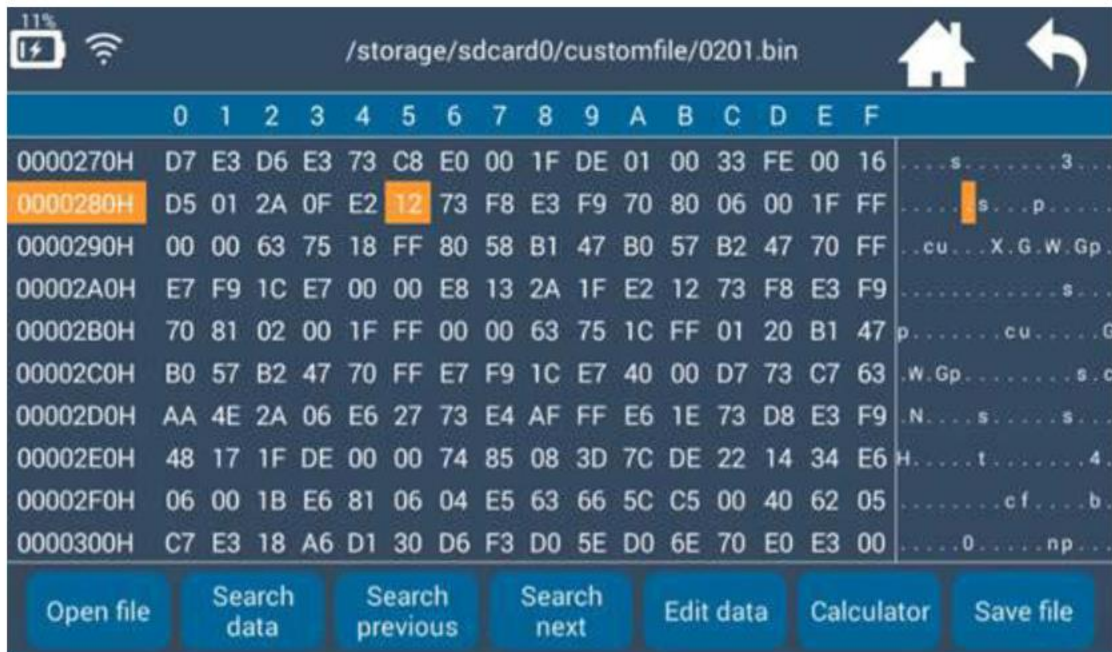 11%
/storage/sdcard0/customfile/0201.bin
0 1 2 3 4 5 6 7 8 9 A B C D E F
0000270H D7 E3 D6 E3 73 C8 E0 00 1F DE 01 00 33 FE 00 16 ....s.......3...
0000280H D5 01 2A 0F E2 12 73 F8 E3 F9 70 80 06 00 1F FF ......s...p.....
0000290H 00 00 63 75 18 FF 80 58 B1 47 B0 57 B2 47 70 FF ..cu...X.G.W.Gp.
00002A0H E7 F9 1C E7 00 00 E8 13 2A 1F E2 12 73 F8 E3 F9 ............s...
00002B0H 70 81 02 00 1F FF 00 00 63 75 1C FF 01 20 B1 47 p.......cu.....G
00002C0H B0 57 B2 47 70 FF E7 F9 1C E7 40 00 D7 73 C7 63 .W.Gp........s.c
00002D0H AA 4E 2A 06 E6 27 73 E4 AF FF E6 1E 73 D8 E3 F9 .N....s.....s...
00002E0H 48 17 1F DE 00 00 74 85 08 3D 7C DE 22 14 34 E6 H.....t.......4.
00002F0H 06 00 1B E6 81 06 04 E5 63 66 5C C5 00 40 62 05 ........cf....b.
0000300H C7 E3 18 A6 D1 30 D6 F3 D0 5E D0 6E 70 E0 E3 00 .....0.....np...
Open file
Search data
Search previous
Search next
Edit data
Calculator
Save file